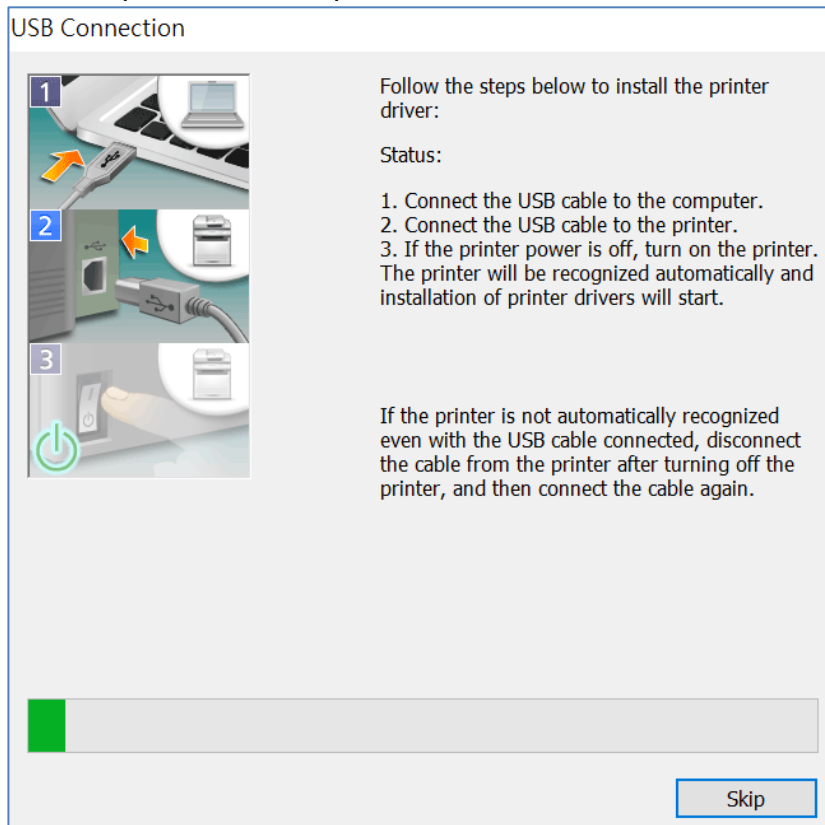 USB Connection
1
2
3
Follow the steps below to install the printer
driver:
Status:
1. Connect the USB cable to the computer.
2. Connect the USB cable to the printer.
3. If the printer power is off, turn on the printer.
The printer will be recognized automatically and
installation of printer drivers will start.
If the printer is not automatically recognized
even with the USB cable connected, disconnect
the cable from the printer after turning off the
printer, and then connect the cable again.
Skip